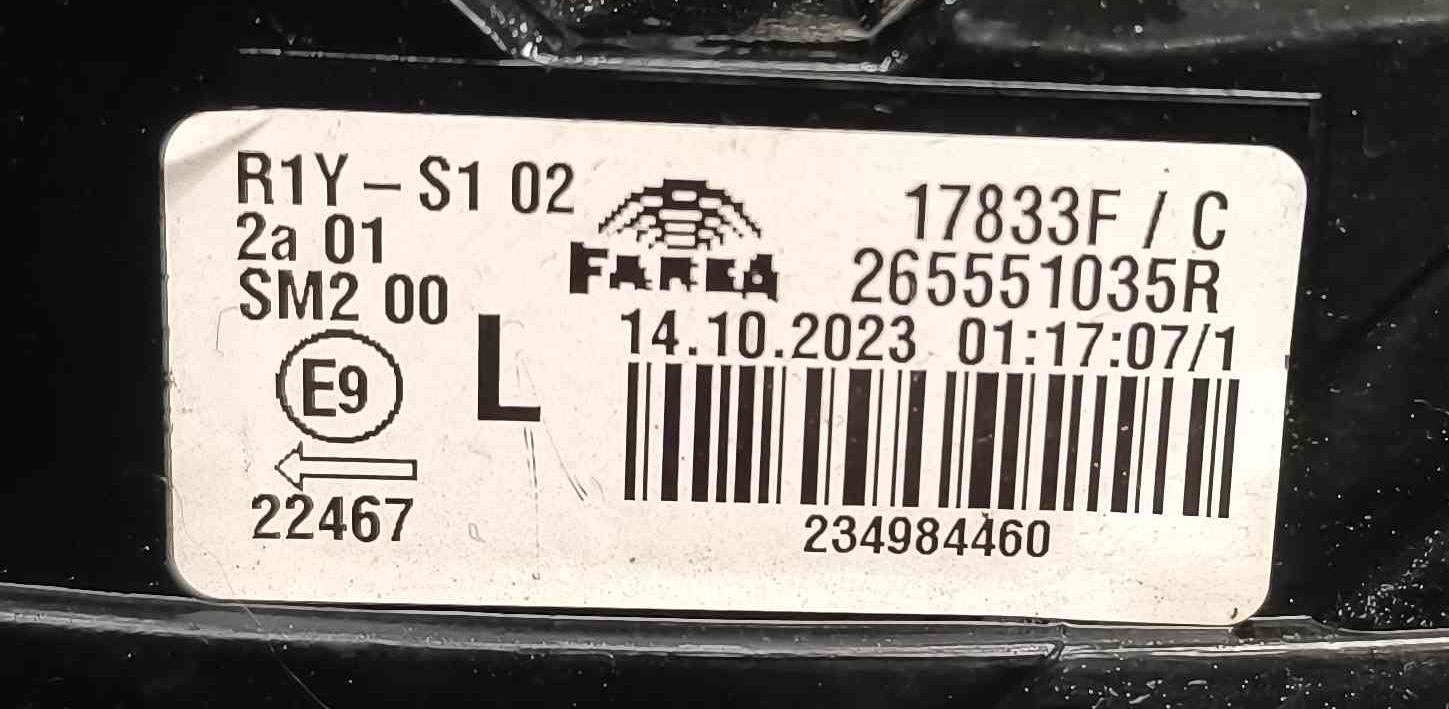 R1Y – S1 02
2a 01
SM2 00
E9
22467
L
FARBA
17833F / C
265551035R
14.10.2023 01:17:07/1
234984460